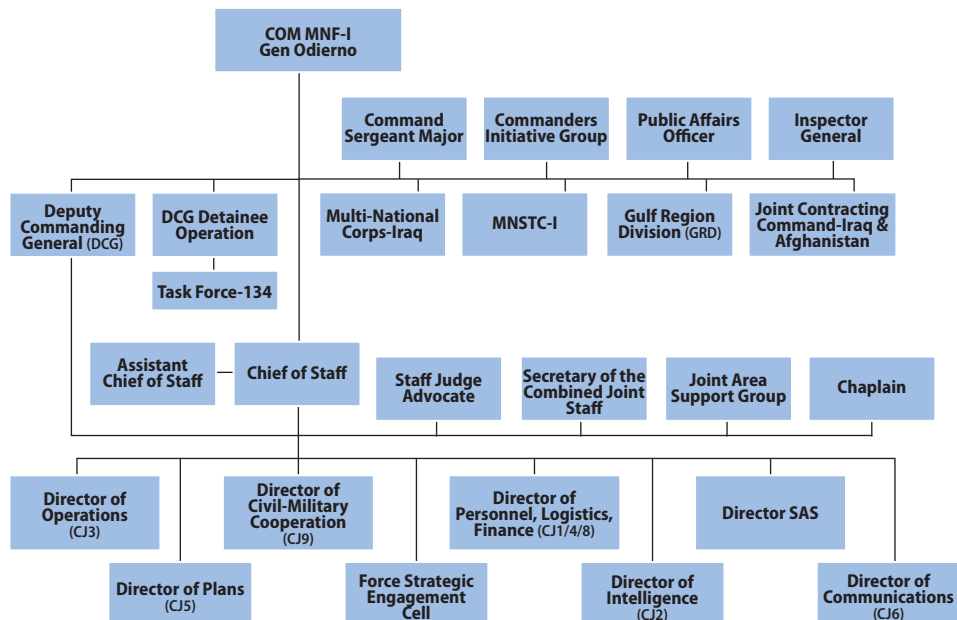 COM MNF-I
Gen Odierno
Command
Sergeant Major
Commanders
Initiative Group
Public Affairs
Officer
Inspector
General
Deputy
Commanding
General (DCG)
DCG Detainee
Operation
Multi-National
Corps-Iraq
MNSTC-I
Gulf Region
Division (GRD)
Joint Contracting
Command-Iraq &
Afghanistan
Task Force-134
Assistant
Chief of Staff
Chief of Staff
Staff Judge
Advocate
Secretary of the
Combined Joint
Staff
Joint Area
Support Group
Chaplain
Director of
Operations
(CJ3)
Director of
Civil-Military
Cooperation
(CJ9)
Director of
Personnel, Logistics,
Finance (CJ1/4/8)
Director SAS
Director of Plans
(CJ5)
Force Strategic
Engagement
Cell
Director of
Intelligence
(CJ2)
Director of
Communications
(CJ6)